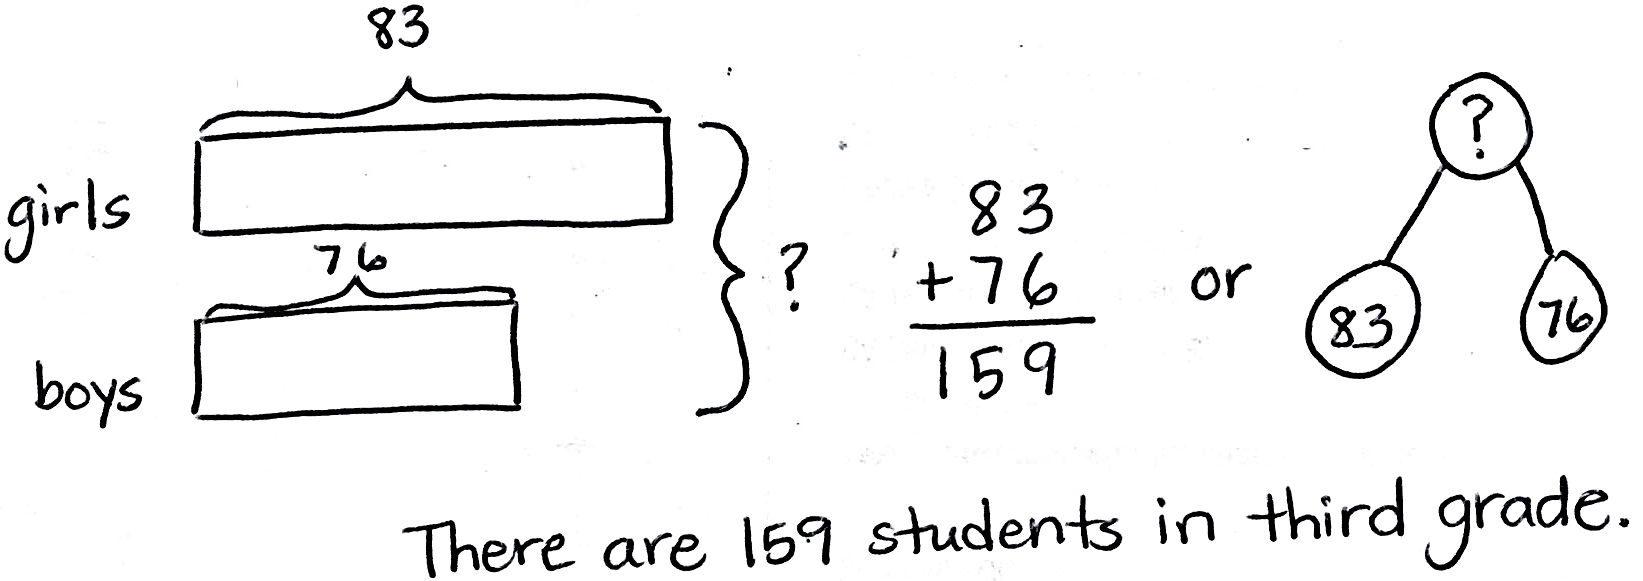 83
girls
76
boys
?
83
+76
159
or
?
83
76
There are 159 students in third grade.